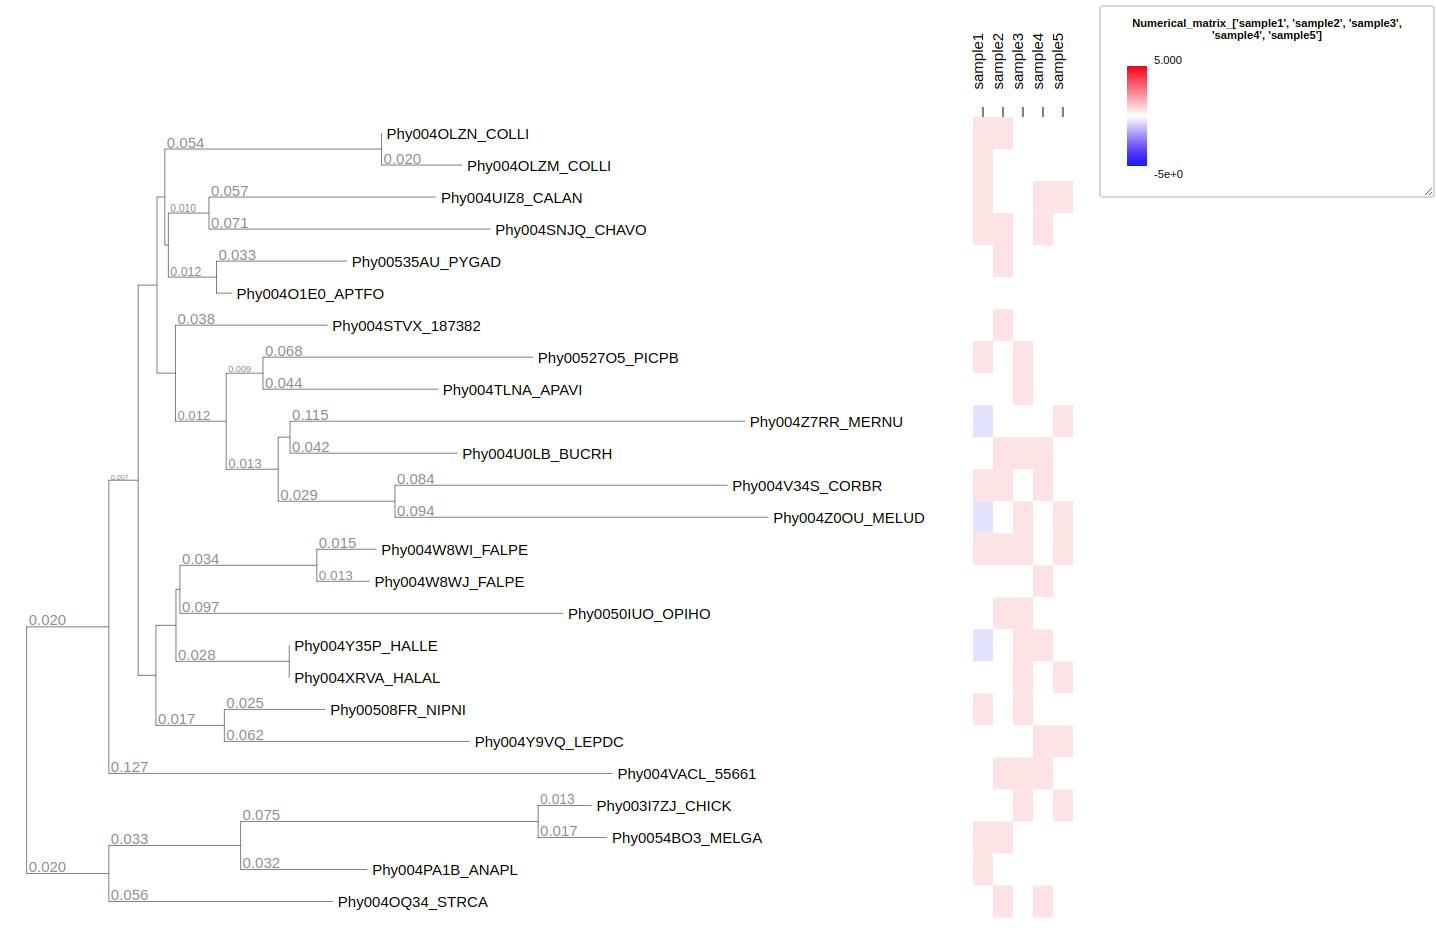 Numerical_matrix_['sample1', 'sample2', 'sample3',
'sample4', 'sample5']
5.000
-5e+0
sample1
sample2
sample3
sample4
sample5
Phy004OLZN_COLLI
0.054
0.020
Phy004OLZM_COLLI
0.057
Phy004UIZ8_CALAN
0.010
0.071
Phy004SNJQ_CHAVO
0.033
Phy00535AU_PYGAD
0.012
Phy004O1E0_APTFO
0.038
Phy004STVX_187382
0.068
Phy00527O5_PICPB
0.009
0.044
Phy004TLNA_APAVI
0.012
0.115
Phy004Z7RR_MERNU
0.042
Phy004U0LB_BUCRH
0.013
0.084
Phy004V34S_CORBR
0.029
0.094
Phy004Z0OU_MELUD
0.007
0.015
Phy004W8WI_FALPE
0.034
0.013
Phy004W8WJ_FALPE
0.097
Phy0050IUO_OPIHO
0.020
Phy004Y35P_HALLE
0.028
Phy004XRVA_HALAL
0.025
Phy00508FR_NIPNI
0.017
0.062
Phy004Y9VQ_LEPDC
0.127
Phy004VACL_55661
0.013
Phy003I7ZJ_CHICK
0.075
0.017
Phy0054BO3_MELGA
0.033
0.032
Phy004PA1B_ANAPL
0.020
0.056
Phy004OQ34_STRCA